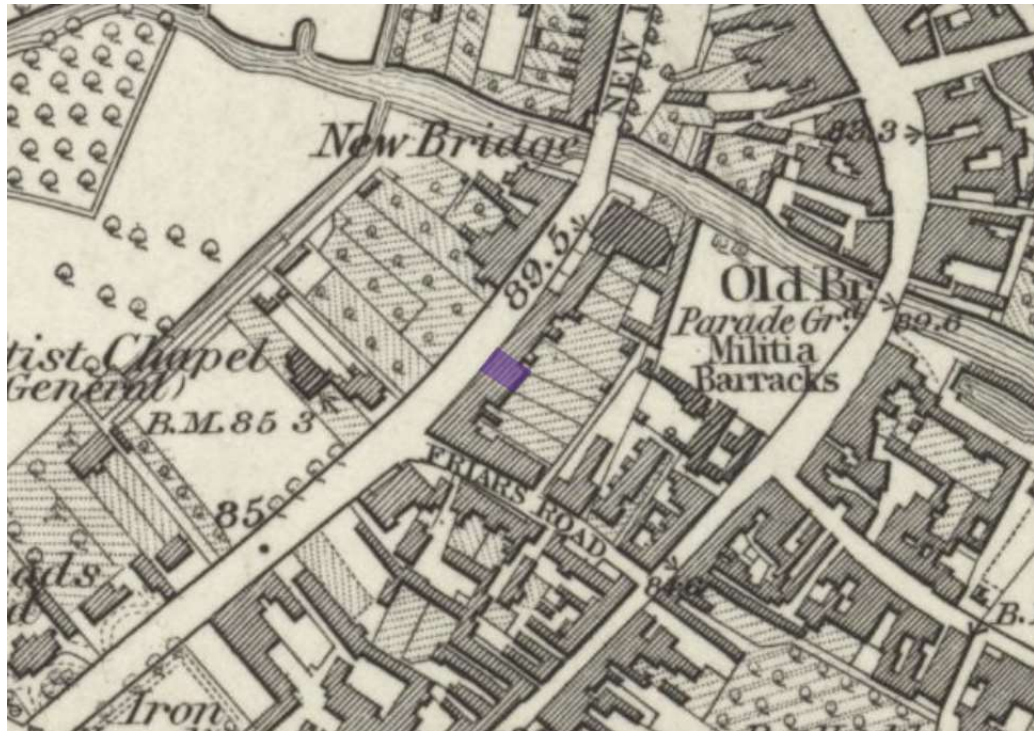 NEW
83.3
New Bridge
89.5
Old Br.
Parade Gr.d
89.6
Militia
Barracks
tist Chapel
General)
B.M. 85 3
FRIARS
ROAD
85
ads
B.
Iron